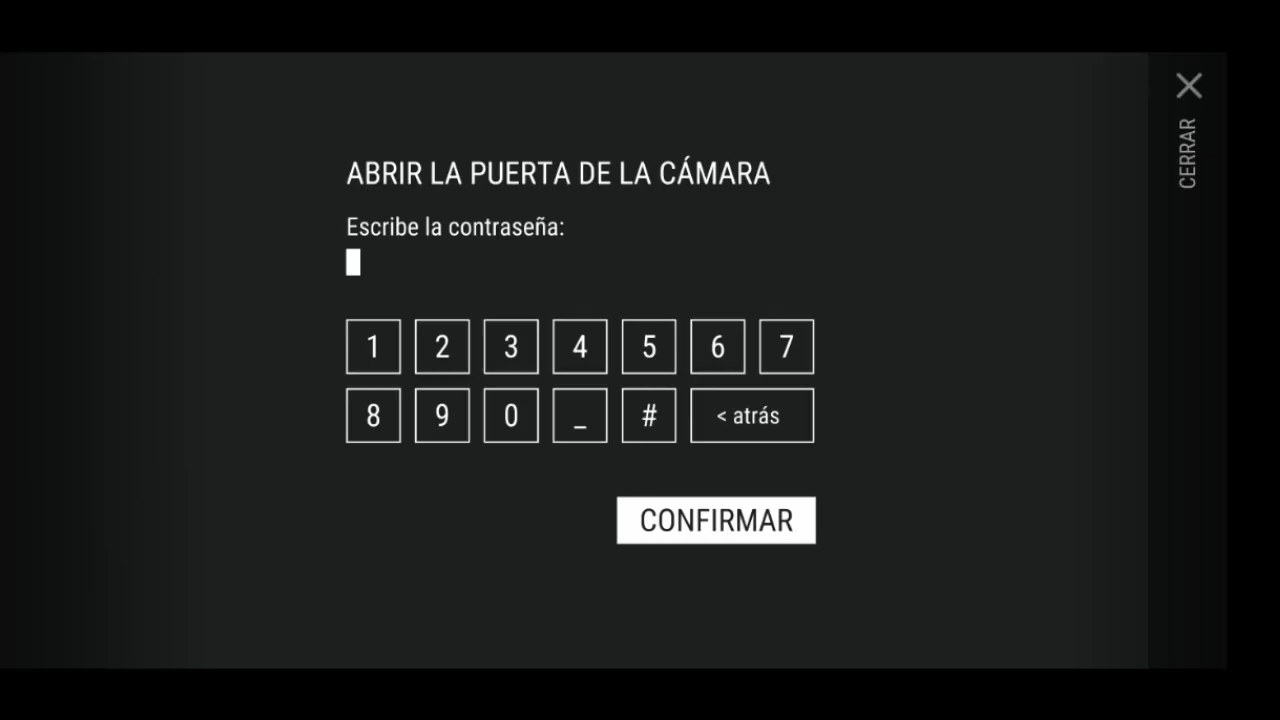 CERRAR
ABRIR LA PUERTA DE LA CÁMARA
Escribe la contraseña:
1 2 3 4 5 6 7
8 9 0 _ # < atrás
CONFIRMAR